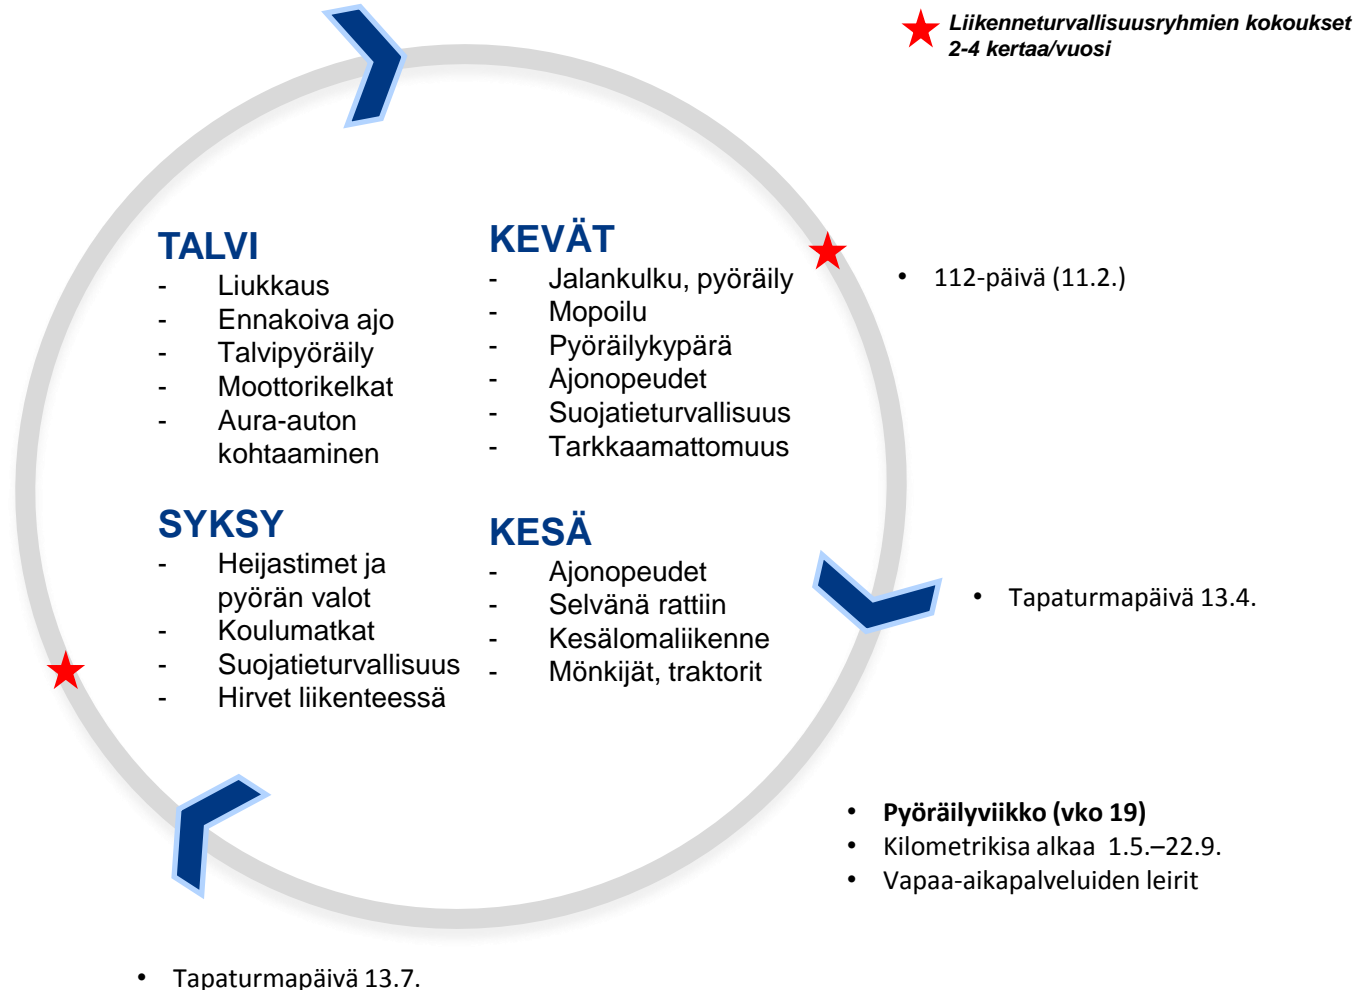 Liikenneturvallisuusryhmien kokoukset
2-4 kertaa/vuosi
TALVI
- Liukkaus
- Ennakoiva ajo
- Talvipyöräily
- Moottorikelkat
- Aura-auton
kohtaaminen
KEVÄT
- Jalankulku, pyöräily
- Mopoilu
- Pyöräilykypärä
- Ajonopeudet
- Suojatieturvallisuus
- Tarkkaamattomuus
SYKSY
- Heijastimet ja
pyörän valot
- Koulumatkat
- Suojatieturvallisuus
- Hirvet liikenteessä
KESÄ
- Ajonopeudet
- Selvänä rattiin
- Kesälomaliikenne
- Mönkijät, traktorit
• 112-päivä (11.2.)
• Tapaturmapäivä 13.4.
• Pyöräilyviikko (vko 19)
• Kilometrikisa alkaa 1.5.–22.9.
• Vapaa-aikapalveluiden leirit
• Tapaturmapäivä 13.7.